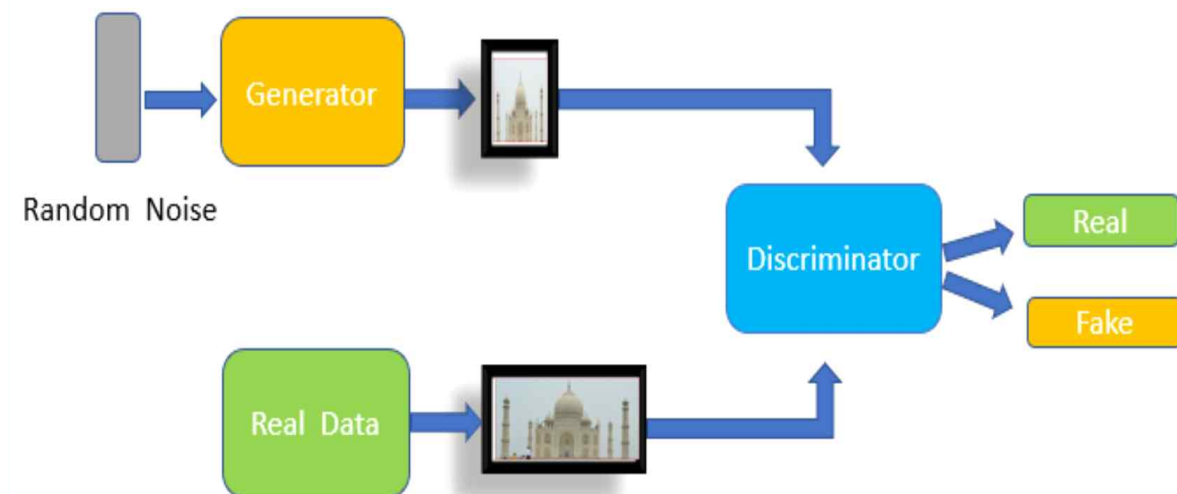 Generator
Random Noise
Discriminator
Real
Fake
Real Data